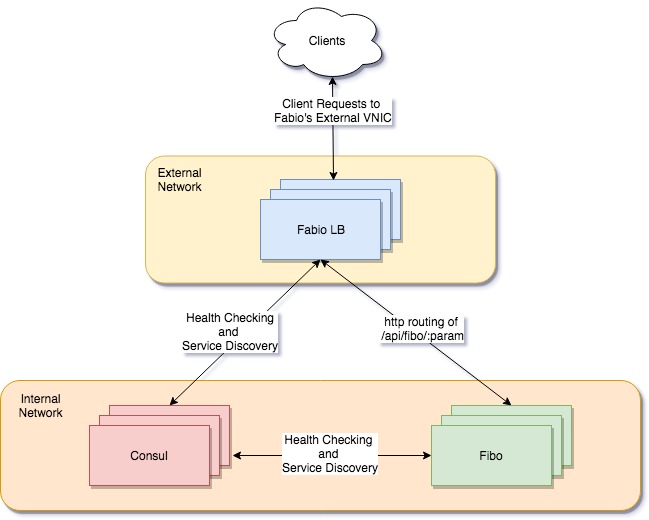 Clients
Client Requests to
Fabio's External VNIC
External
Network
Fabio LB
Health Checking
and
Service Discovery
http routing of
/api/fibo/:param
Internal
Network
Consul
Health Checking
and
Service Discovery
Fibo